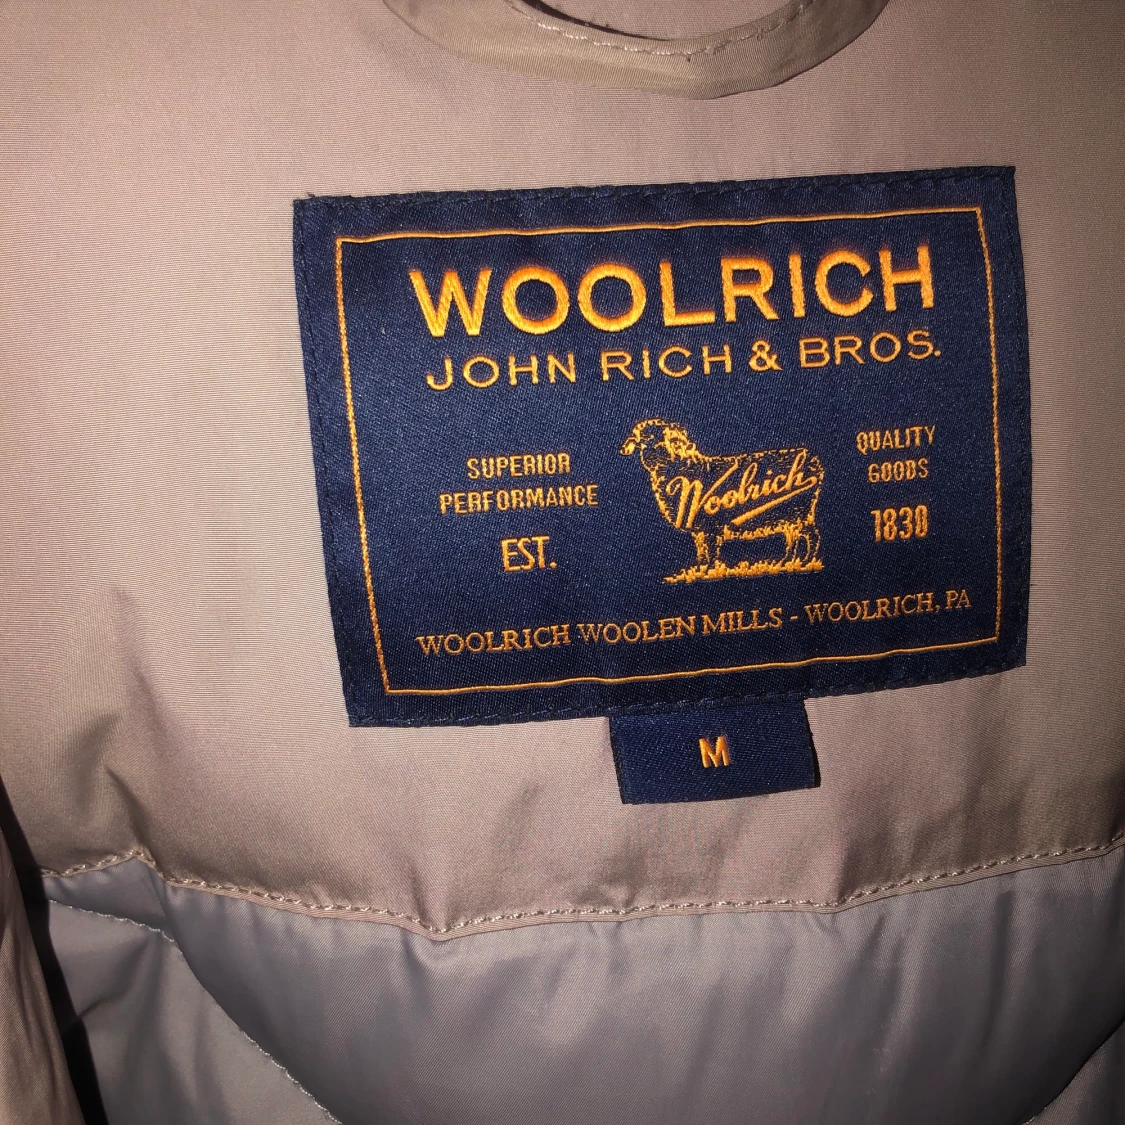 WOOLRICH
JOHN RICH & BROS.
SUPERIOR
PERFORMANCE
EST.
Woolrich
QUALITY
GOODS
1830
WOOLRICH WOOLEN MILLS - WOOLRICH, PA
M